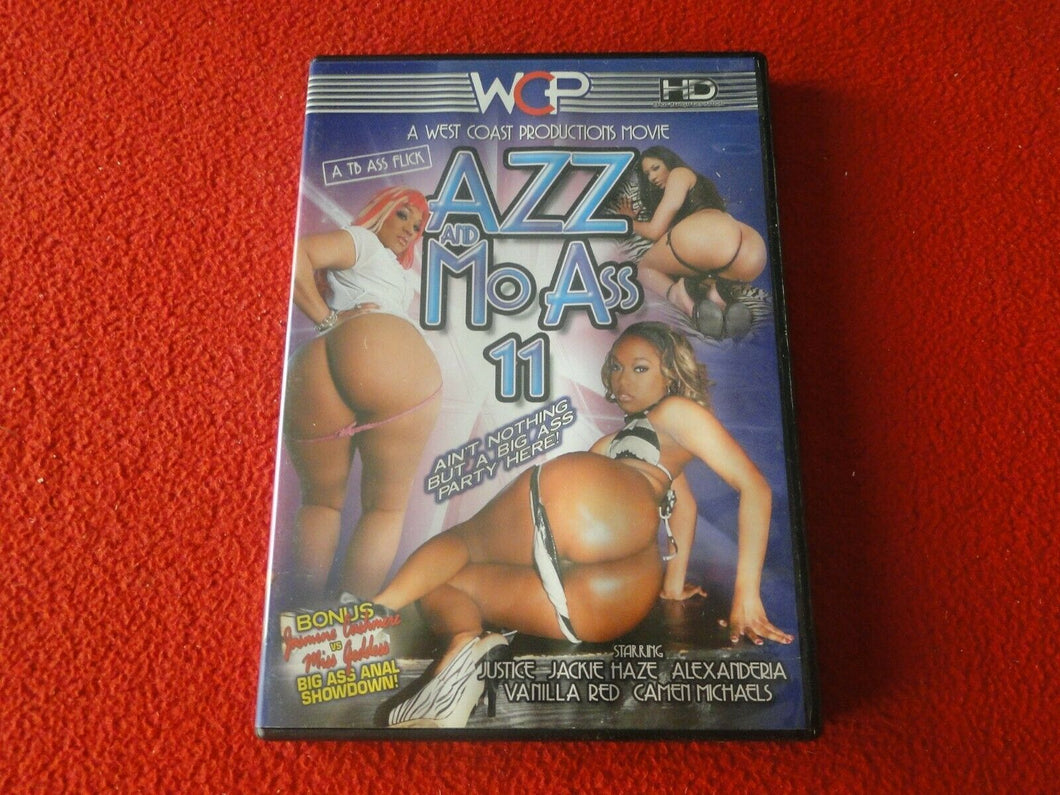 WCP
HD
A WEST COAST PRODUCTIONS MOVIE
A TD ASS FLICK
AZZ
AND
MO ASS
11
AIN'T NOTHING
BUT A BIG ASS
PARTY HERE!
BONUS
Jasmine Cashmere
VS
Miss Goddess
BIG ASS ANAL
SHOWDOWN!
STARRING
JUSTICE JACKIE HAZE ALEXANDERIA
VANILLA RED CAMEN MICHAELS